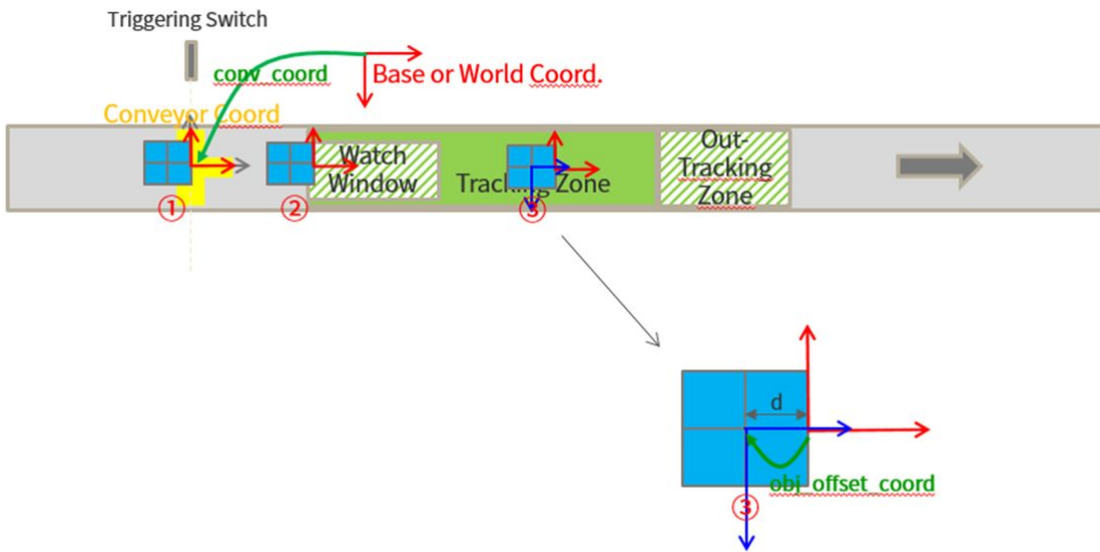 Triggering Switch
conv_coord
Base or World Coord.
Conveyor Coord
Watch
Window
Tracking Zone
Out-
Tracking
Zone
①
②
③
d
obj_offset_coord
③